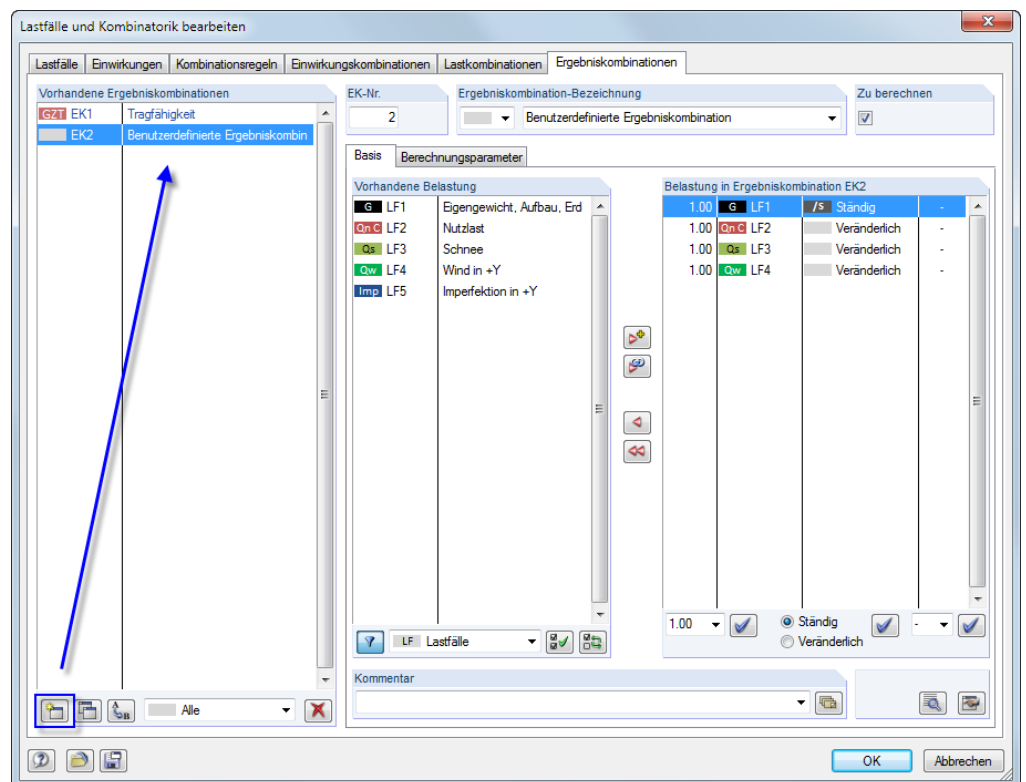 Lastfälle und Kombinatorik bearbeiten
Lastfälle Einwirkungen Kombinationsregeln Einwirkungskombinationen Lastkombinationen Ergebniskombinationen
Vorhandene Ergebniskombinationen
GZT EK1 Tragfähigkeit
EK2 Benutzerdefinierte Ergebniskombin
EK-Nr.
2
Ergebniskombination-Bezeichnung
Benutzerdefinierte Ergebniskombination
Zu berechnen
Basis Berechnungsparameter
Vorhandene Belastung
G LF1 Eigengewicht, Aufbau, Erd
Qn C LF2 Nutzlast
Qs LF3 Schnee
Qw LF4 Wind in +Y
Imp LF5 Imperfektion in +Y
Belastung in Ergebniskombination EK2
1.00 G LF1 /S Ständig -
1.00 Qn C LF2 Veränderlich -
1.00 Qs LF3 Veränderlich -
1.00 Qw LF4 Veränderlich -
LF Lastfälle
1.00 Ständig -
Veränderlich
Kommentar
A B Alle
OK Abbrechen